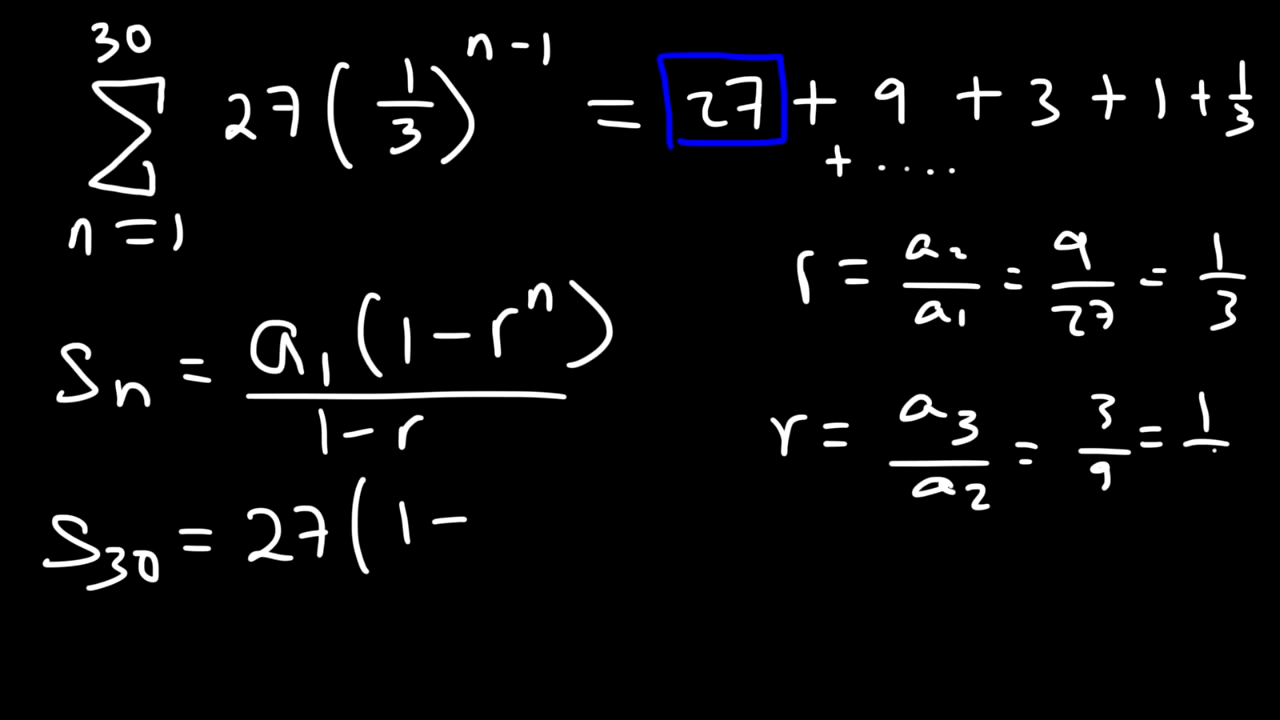 30
∑ 27(1/3)^(n-1) = 27 + 9 + 3 + 1 + 1/3
n = 1
+ ....
r = a₂/a₁ = 9/27 = 1/3
Sₙ = a₁(1 - rⁿ)/(1 - r)
r = a₃/a₂ = 3/9 = 1/
S₃₀ = 27(1 -